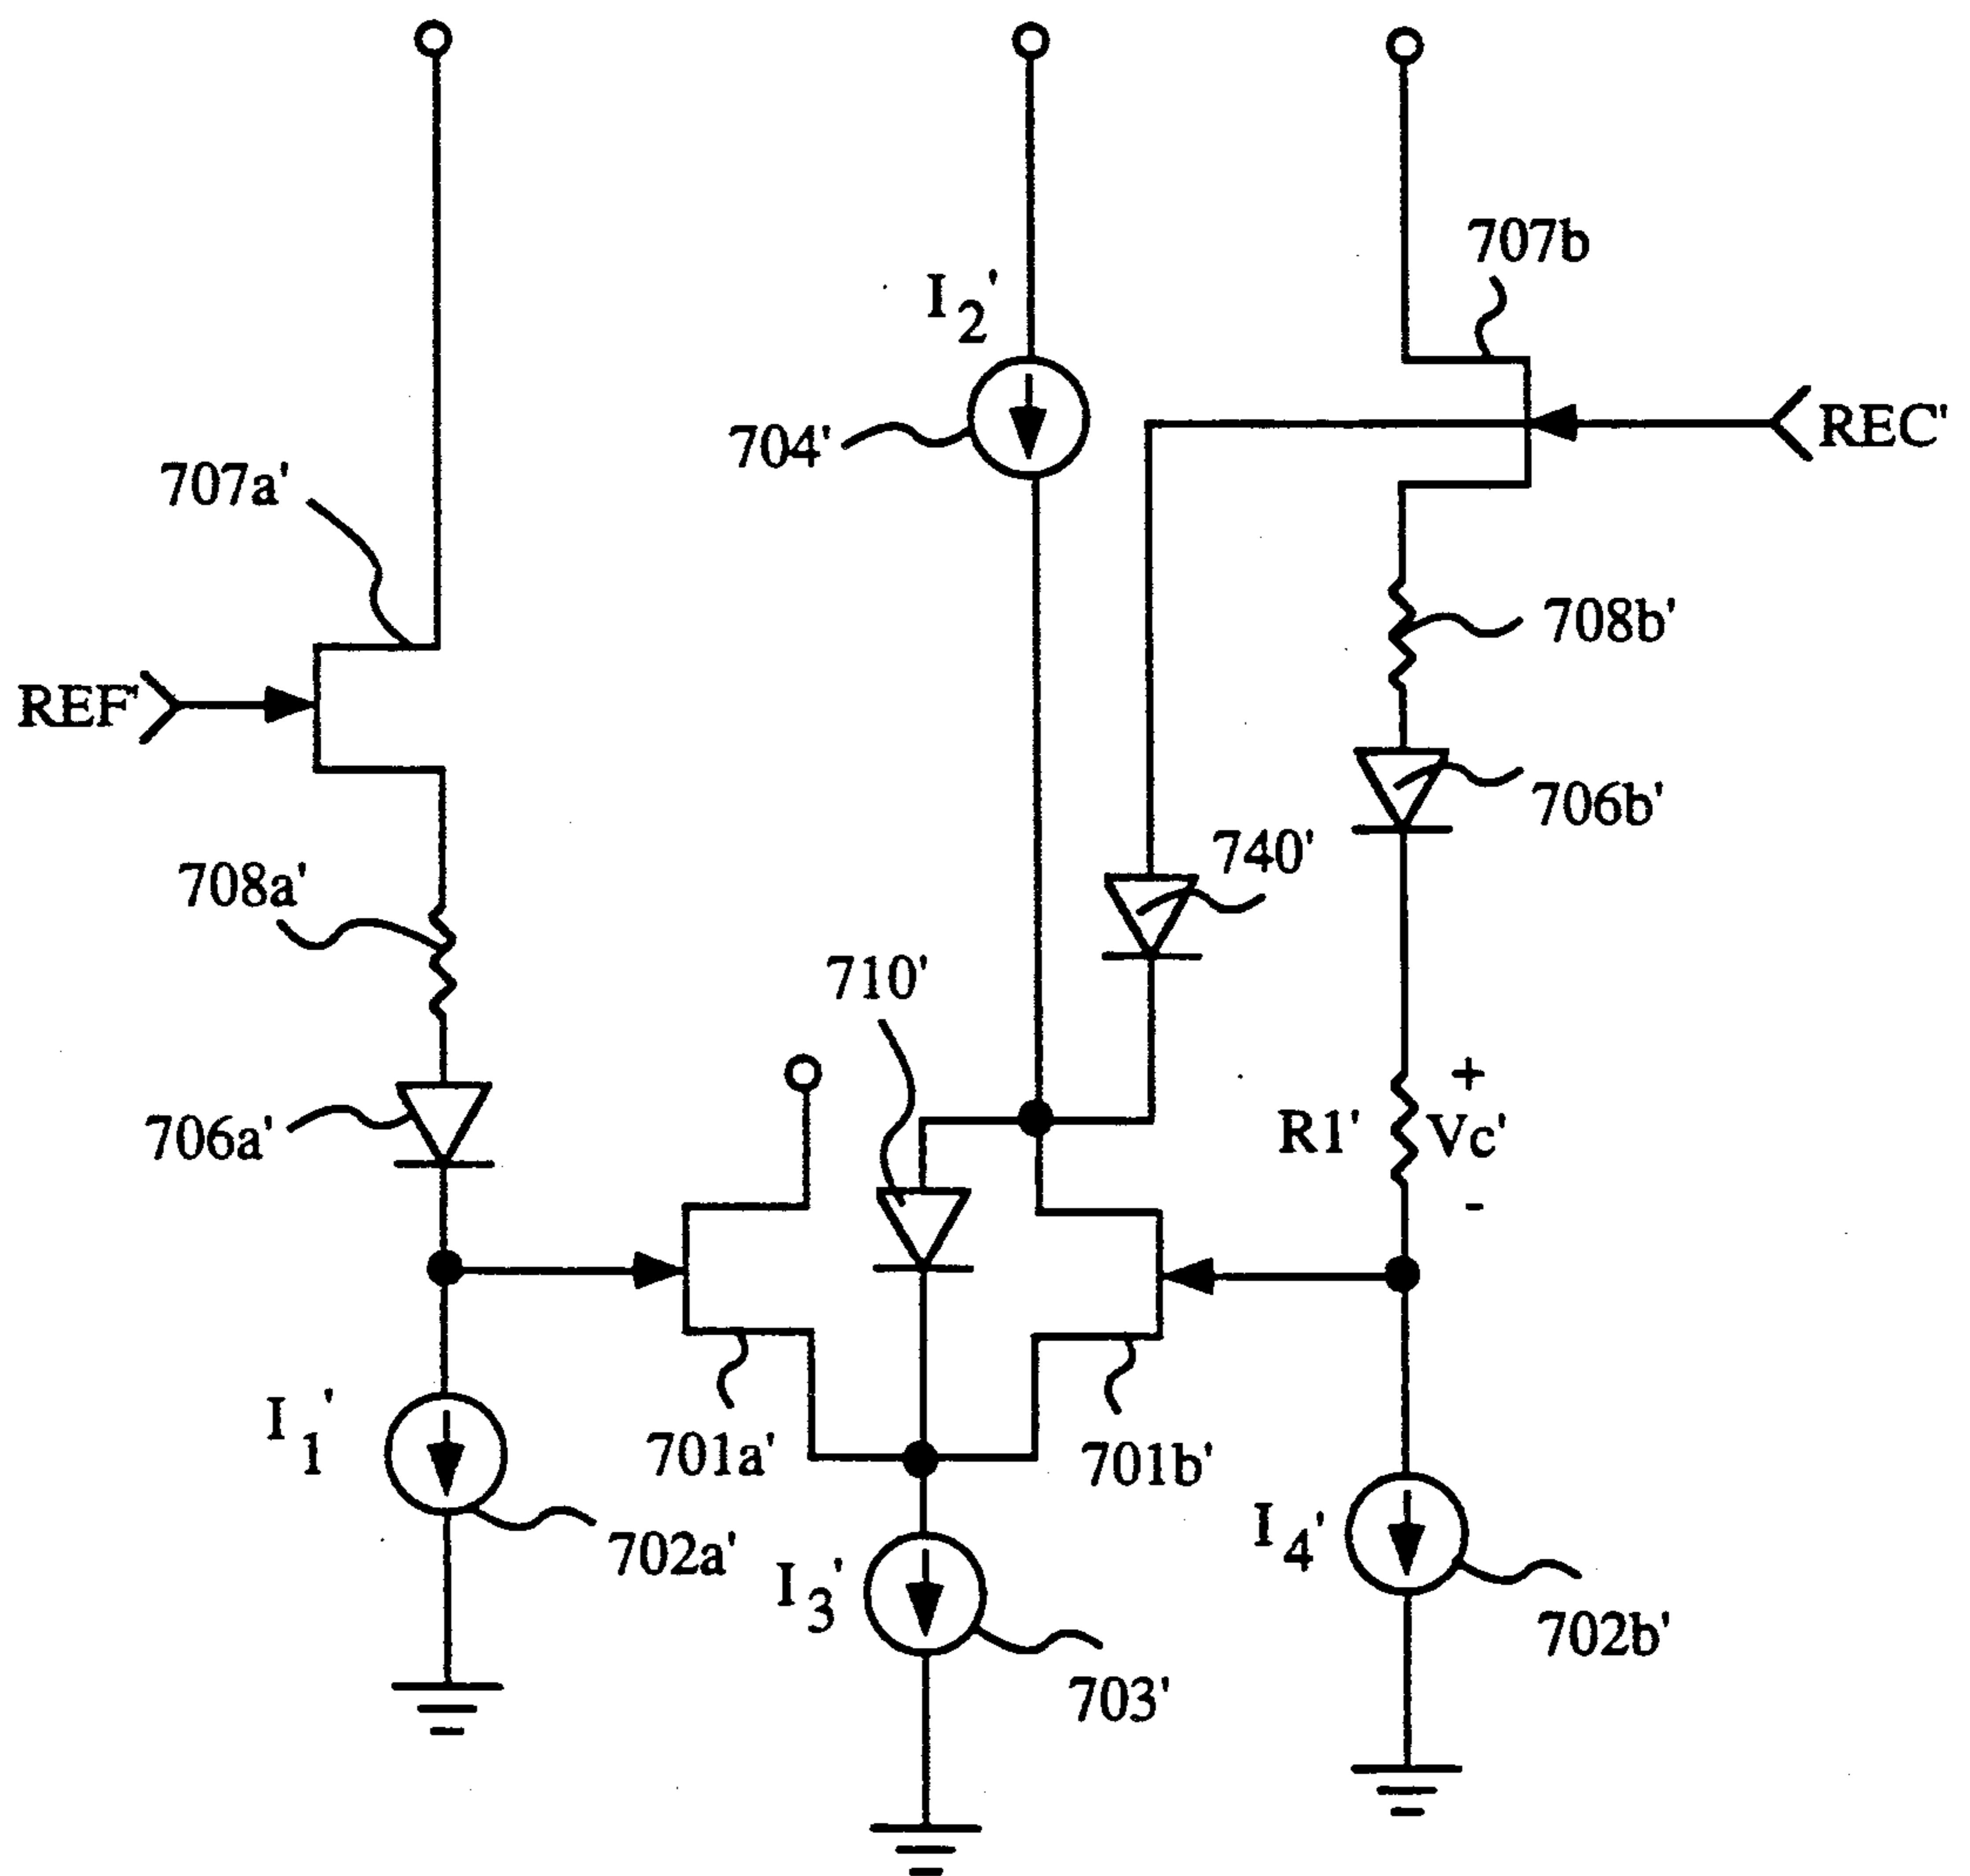 707b
I2'
704'
REC'
707a'
708b'
REF'
706b'
740'
708a'
710'
+
706a'
R1' Vc'
-
I1'
701a'
701b'
I4'
702a'
I3'
702b'
703'